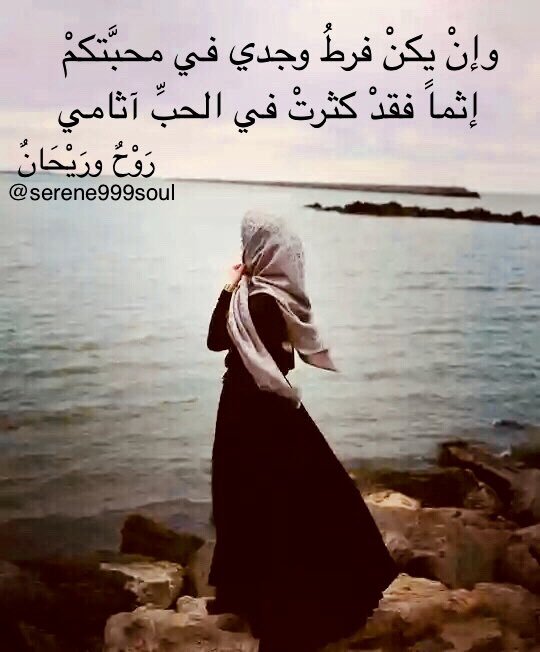 وإنْ يكنْ فرطُ وجدي في محبَّتكمْ
إثماً فقدْ كثرتْ في الحبِّ آثامي
رَوْحٌ ورَيْحَانٌ
@serene999soul